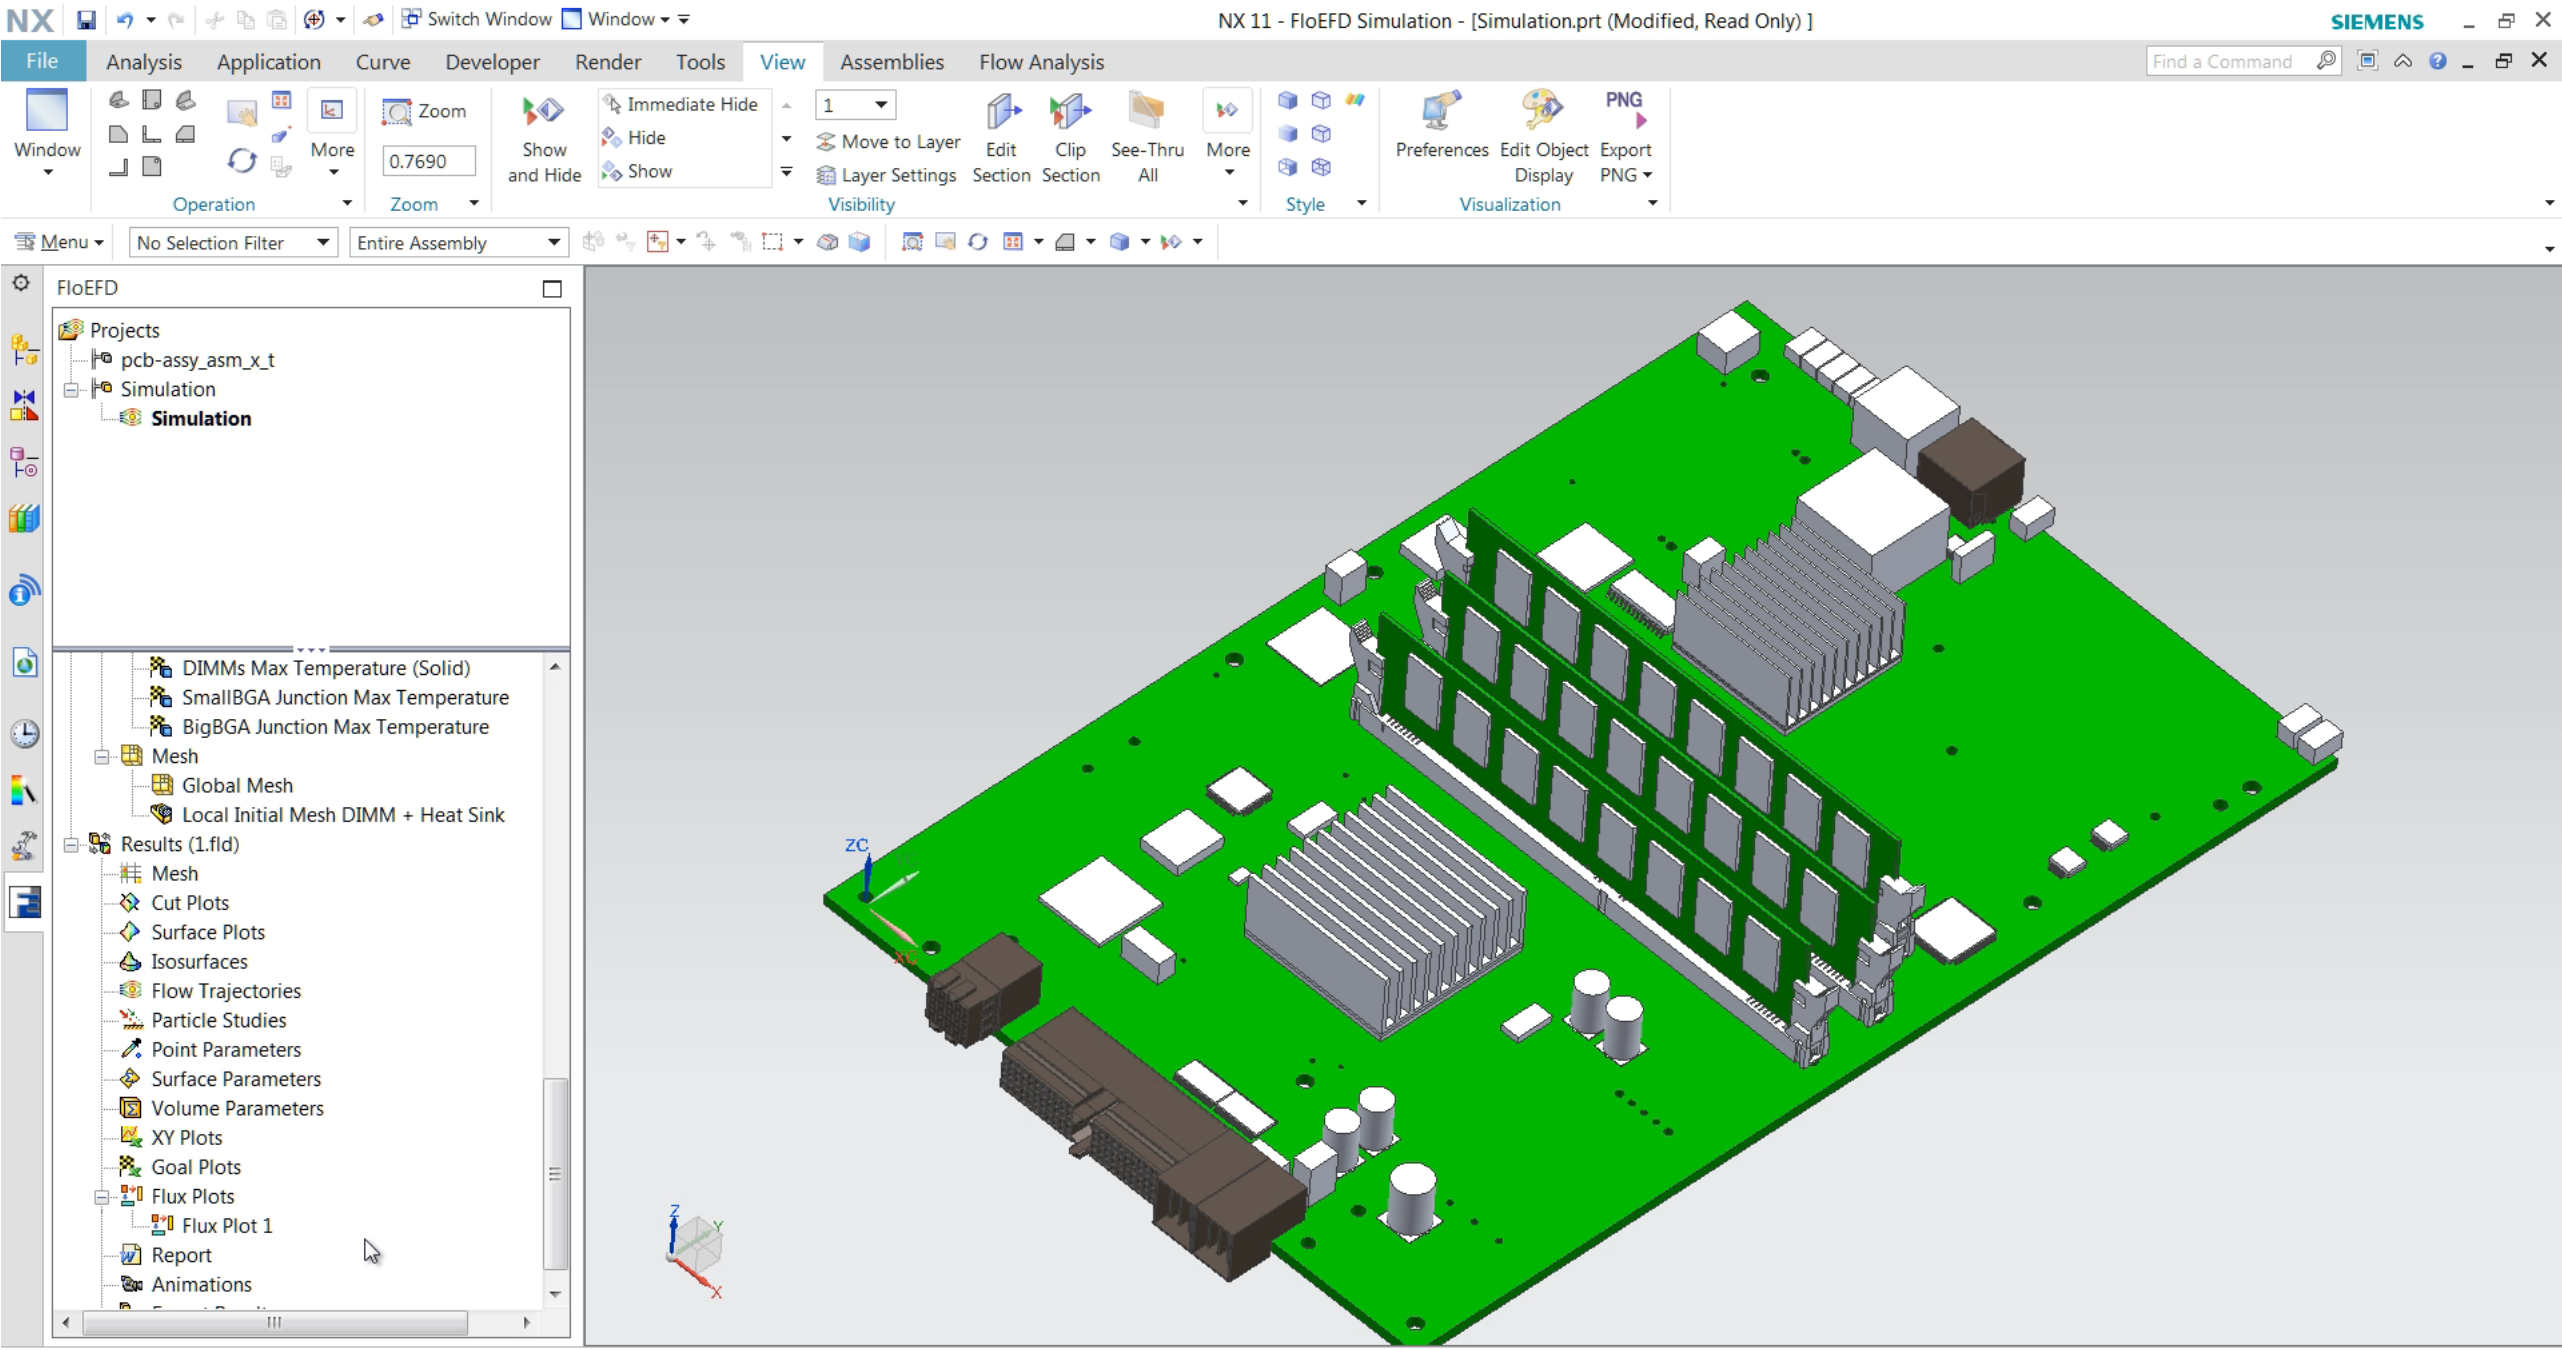 NX
Switch Window
Window
NX 11 - FloEFD Simulation - [Simulation.prt (Modified, Read Only) ]
SIEMENS
File
Analysis
Application
Curve
Developer
Render
Tools
View
Assemblies
Flow Analysis
Find a Command
Window
More
Operation
Zoom
0.7690
Zoom
Show and Hide
Immediate Hide
Hide
Show
1
Move to Layer
Layer Settings
Edit Section
Clip Section
See-Thru All
More
Visibility
Style
Preferences
Edit Object Display
PNG
Export PNG
Visualization
Menu
No Selection Filter
Entire Assembly
FloEFD
Projects
pcb-assy_asm_x_t
Simulation
Simulation
DIMMs Max Temperature (Solid)
SmallBGA Junction Max Temperature
BigBGA Junction Max Temperature
Mesh
Global Mesh
Local Initial Mesh DIMM + Heat Sink
Results (1.fld)
Mesh
Cut Plots
Surface Plots
Isosurfaces
Flow Trajectories
Particle Studies
Point Parameters
Surface Parameters
Volume Parameters
XY Plots
Goal Plots
Flux Plots
Flux Plot 1
Report
Animations
ZC
XC
Z
Y
X